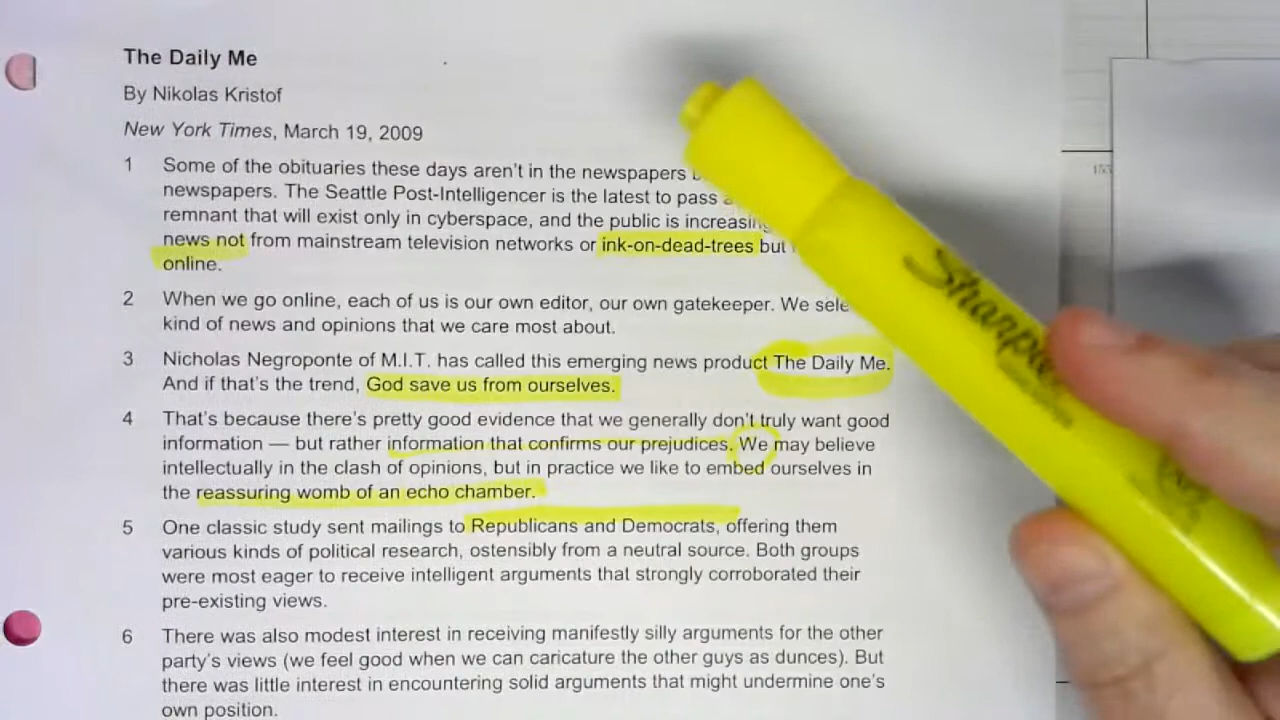 The Daily Me
By Nikolas Kristof
New York Times, March 19, 2009
1 Some of the obituaries these days aren't in the newspapers
newspapers. The Seattle Post-Intelligencer is the latest to pass
remnant that will exist only in cyberspace, and the public is
news not from mainstream television networks or ink-on-dead-trees but
online.
2 When we go online, each of us is our own editor, our own gatekeeper. We
kind of news and opinions that we care most about.
3 Nicholas Negroponte of M.I.T. has called this emerging news product The Daily Me.
And if that's the trend, God save us from ourselves.
4 That's because there's pretty good evidence that we generally don't truly want good
information — but rather information that confirms our prejudices. We may believe
intellectually in the clash of opinions, but in practice we like to embed ourselves in
the reassuring womb of an echo chamber.
5 One classic study sent mailings to Republicans and Democrats, offering them
various kinds of political research, ostensibly from a neutral source. Both groups
were most eager to receive intelligent arguments that strongly corroborated their
pre-existing views.
6 There was also modest interest in receiving manifestly silly arguments for the other
party's views (we feel good when we can caricature the other guys as dunces). But
there was little interest in encountering solid arguments that might undermine one's
own position.
Sharpie